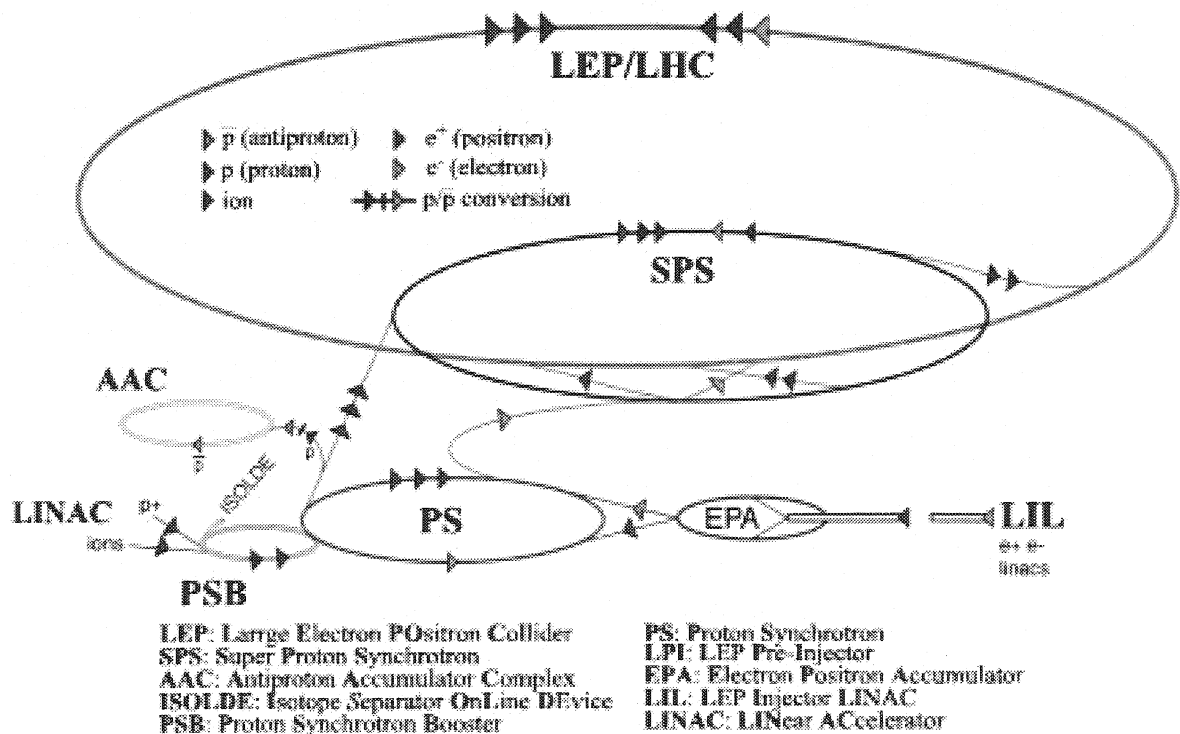 LEP/LHC
p̅ (antiproton)
e⁺ (positron)
p (proton)
e⁻ (electron)
ion
p/p̅ conversion
SPS
AAC
p̅
p
ISOLDE
LINAC
p+
ions
PS
EPA
LIL
e+ e-
linacs
PSB
LEP: Larrge Electron POsitron Collider
SPS: Super Proton Synchrotron
AAC: Antiproton Accumulator Complex
ISOLDE: Isotope Separator OnLine DEvice
PSB: Proton Synchrotron Booster
PS: Proton Synchrotron
LPI: LEP Pre-Injector
EPA: Electron Positron Accumulator
LIL: LEP Injector LINAC
LINAC: LINear ACcelerator